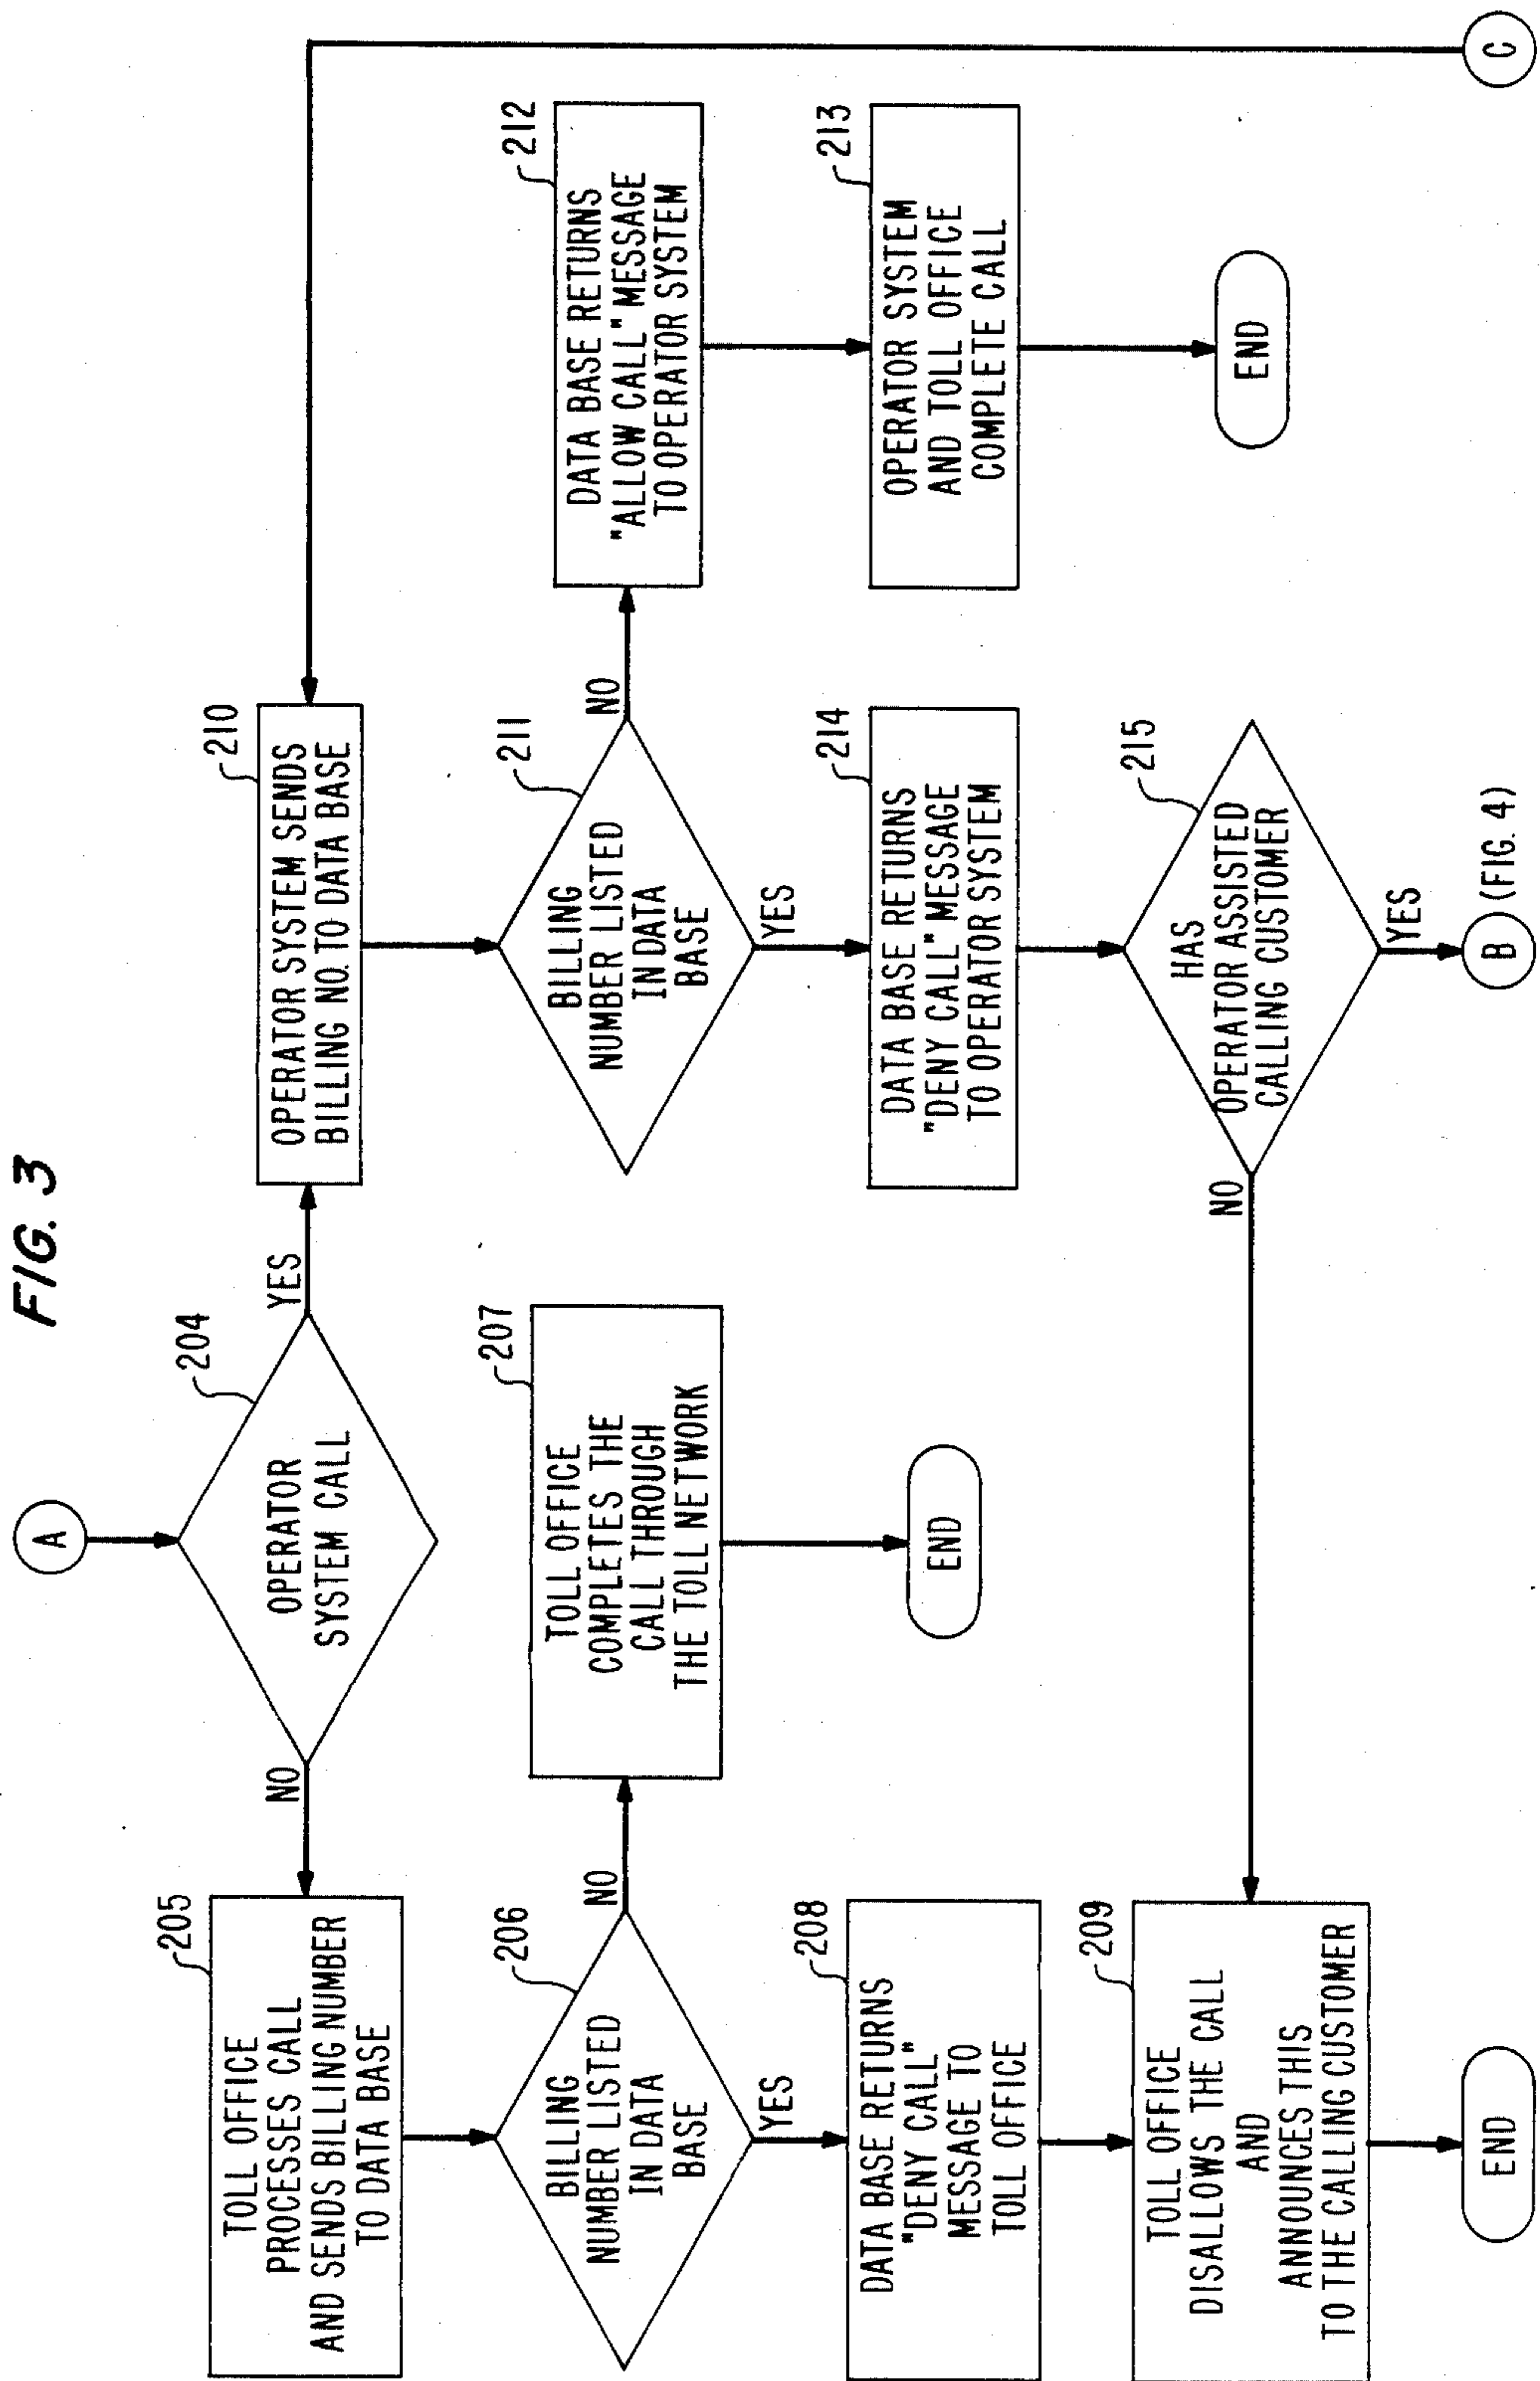 FIG. 3
A
OPERATOR
SYSTEM CALL
204
NO
YES
205
TOLL OFFICE
PROCESSES CALL
AND SENDS BILLING NUMBER
TO DATA BASE
206
BILLING
NUMBER LISTED
IN DATA
BASE
NO
YES
207
TOLL OFFICE
COMPLETES THE
CALL THROUGH
THE TOLL NETWORK
END
208
DATA BASE RETURNS
"DENY CALL"
MESSAGE TO
TOLL OFFICE
209
TOLL OFFICE
DISALLOWS THE CALL
AND
ANNOUNCES THIS
TO THE CALLING CUSTOMER
END
210
OPERATOR SYSTEM SENDS
BILLING NO. TO DATA BASE
211
BILLING
NUMBER LISTED
IN DATA
BASE
NO
YES
212
DATA BASE RETURNS
"ALLOW CALL" MESSAGE
TO OPERATOR SYSTEM
213
OPERATOR SYSTEM
AND TOLL OFFICE
COMPLETE CALL
END
214
DATA BASE RETURNS
"DENY CALL" MESSAGE
TO OPERATOR SYSTEM
215
HAS
OPERATOR ASSISTED
CALLING CUSTOMER
NO
YES
B (FIG. 4)
C